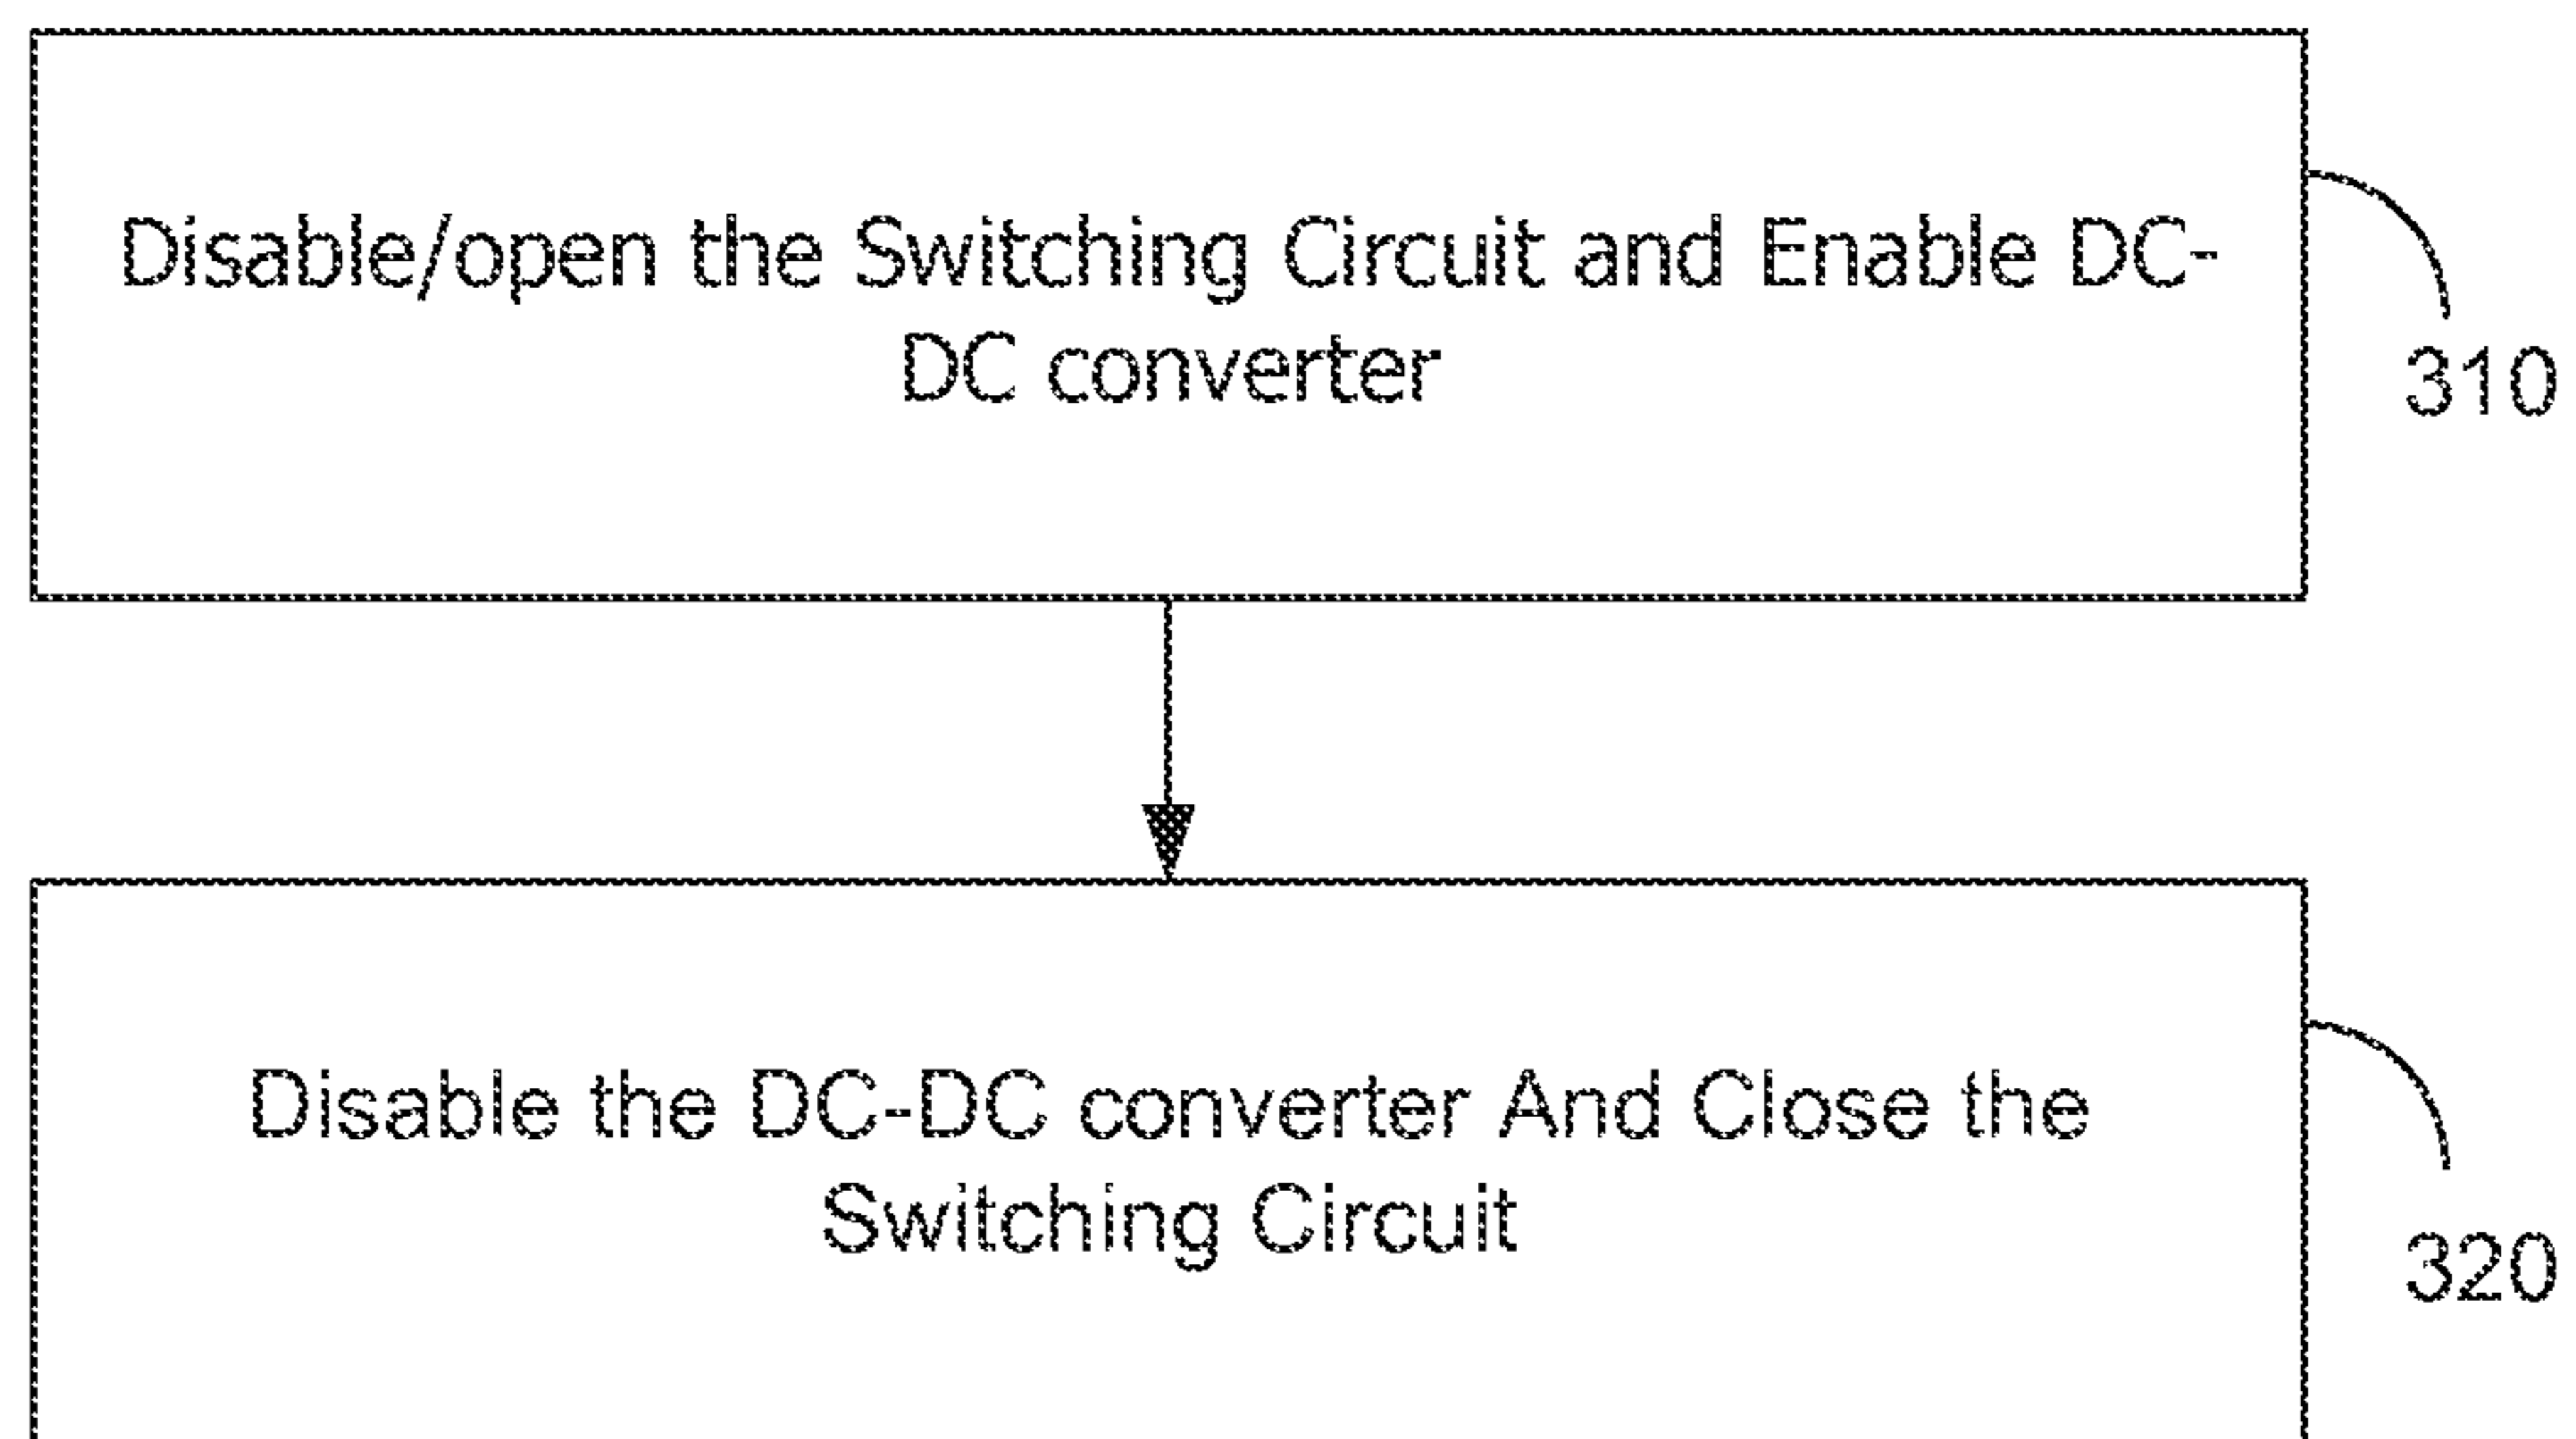 Disable/open the Switching Circuit and Enable DC-
DC converter
310
Disable the DC-DC converter And Close the
Switching Circuit
320